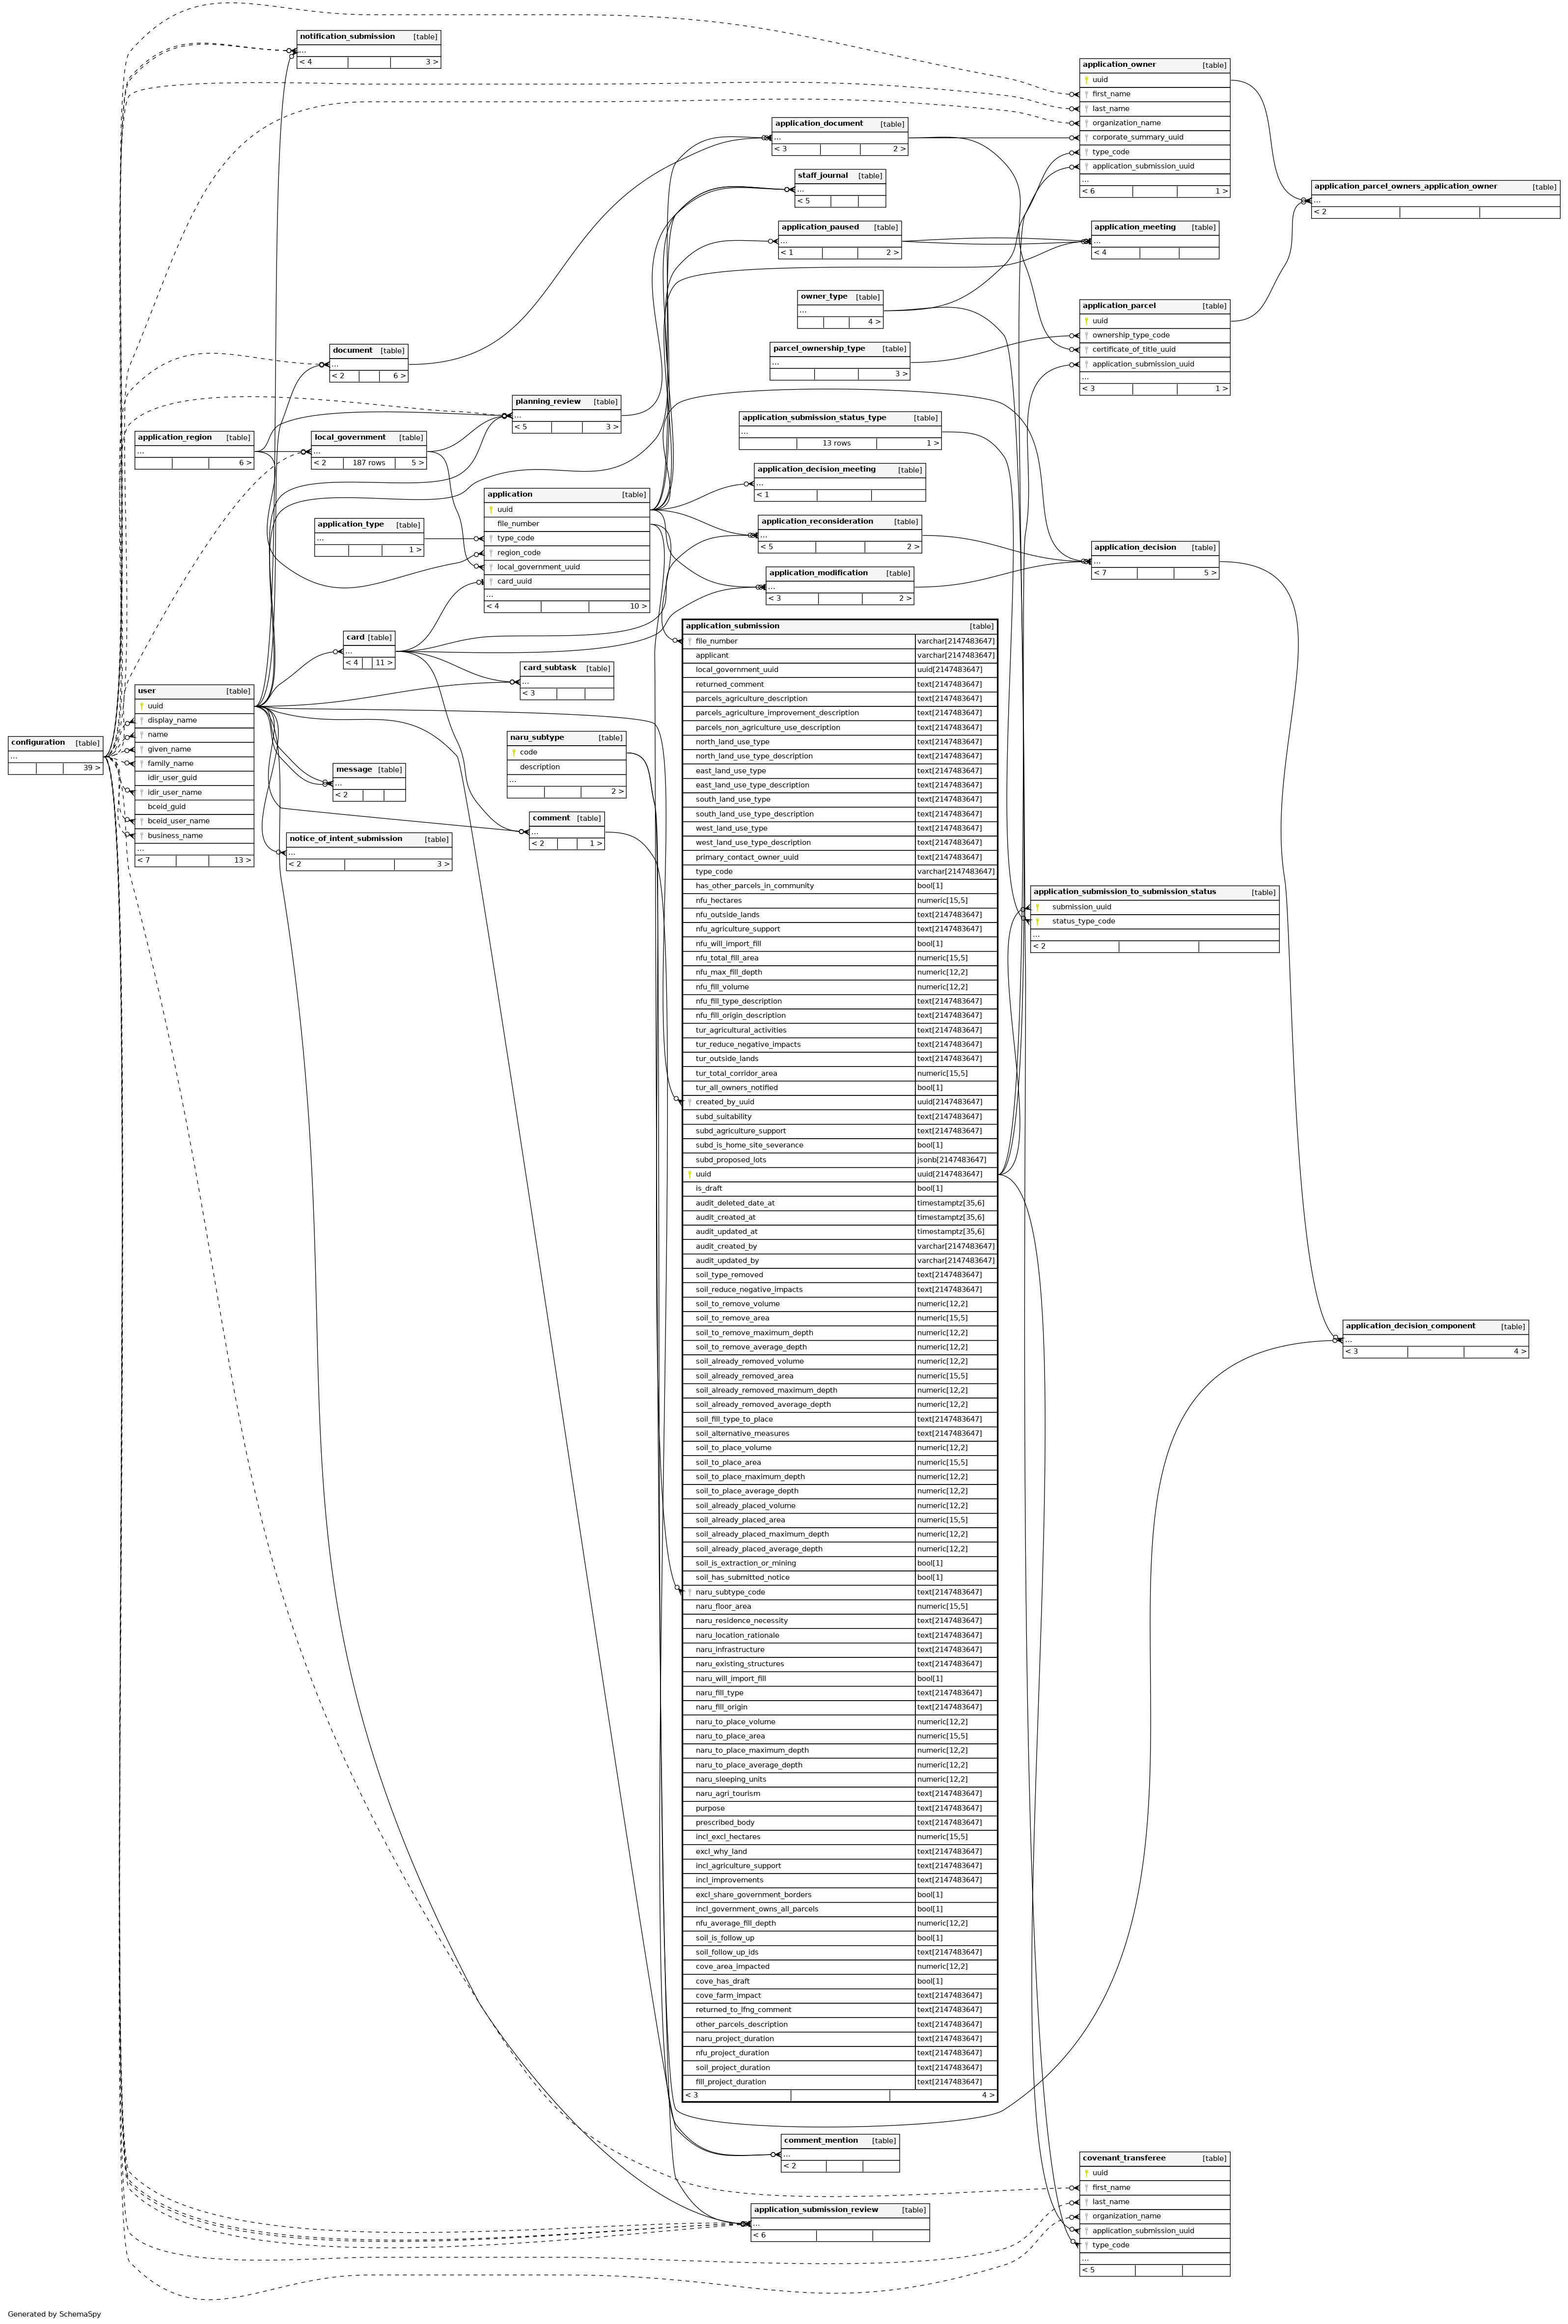 notification_submission [table]
...
< 4 3 >
application_owner [table]
uuid
first_name
last_name
organization_name
corporate_summary_uuid
type_code
application_submission_uuid
...
< 6 1 >
application_document [table]
...
< 3 2 >
staff_journal [table]
...
< 5
application_parcel_owners_application_owner [table]
...
< 2
application_paused [table]
...
< 1 2 >
application_meeting [table]
...
< 4
owner_type [table]
...
4 >
application_parcel [table]
uuid
ownership_type_code
certificate_of_title_uuid
application_submission_uuid
...
< 3 1 >
parcel_ownership_type [table]
...
3 >
document [table]
...
< 2 6 >
planning_review [table]
...
< 5 3 >
application_submission_status_type [table]
...
13 rows 1 >
application_region [table]
...
6 >
local_government [table]
...
< 2 187 rows 5 >
application_decision_meeting [table]
...
< 1
application [table]
uuid
file_number
type_code
region_code
local_government_uuid
card_uuid
...
< 4 10 >
application_type [table]
...
1 >
application_reconsideration [table]
...
< 5 2 >
application_decision [table]
...
< 7 5 >
application_modification [table]
...
< 3 2 >
card [table]
...
< 4 11 >
card_subtask [table]
...
< 3
user [table]
uuid
display_name
name
given_name
family_name
idir_user_guid
idir_user_name
bceid_guid
bceid_user_name
business_name
...
< 7 13 >
configuration [table]
...
39 >
naru_subtype [table]
code
description
...
2 >
message [table]
...
< 2
comment [table]
...
< 2 1 >
notice_of_intent_submission [table]
...
< 2 3 >
application_submission [table]
file_number varchar[2147483647]
applicant varchar[2147483647]
local_government_uuid uuid[2147483647]
returned_comment text[2147483647]
parcels_agriculture_description text[2147483647]
parcels_agriculture_improvement_description text[2147483647]
parcels_non_agriculture_use_description text[2147483647]
north_land_use_type text[2147483647]
north_land_use_type_description text[2147483647]
east_land_use_type text[2147483647]
east_land_use_type_description text[2147483647]
south_land_use_type text[2147483647]
south_land_use_type_description text[2147483647]
west_land_use_type text[2147483647]
west_land_use_type_description text[2147483647]
primary_contact_owner_uuid text[2147483647]
type_code varchar[2147483647]
has_other_parcels_in_community bool[1]
nfu_hectares numeric[15,5]
nfu_outside_lands text[2147483647]
nfu_agriculture_support text[2147483647]
nfu_will_import_fill bool[1]
nfu_total_fill_area numeric[15,5]
nfu_max_fill_depth numeric[12,2]
nfu_fill_volume numeric[12,2]
nfu_fill_type_description text[2147483647]
nfu_fill_origin_description text[2147483647]
tur_agricultural_activities text[2147483647]
tur_reduce_negative_impacts text[2147483647]
tur_outside_lands text[2147483647]
tur_total_corridor_area numeric[15,5]
tur_all_owners_notified bool[1]
created_by_uuid uuid[2147483647]
subd_suitability text[2147483647]
subd_agriculture_support text[2147483647]
subd_is_home_site_severance bool[1]
subd_proposed_lots jsonb[2147483647]
uuid uuid[2147483647]
is_draft bool[1]
audit_deleted_date_at timestamptz[35,6]
audit_created_at timestamptz[35,6]
audit_updated_at timestamptz[35,6]
audit_created_by varchar[2147483647]
audit_updated_by varchar[2147483647]
soil_type_removed text[2147483647]
soil_reduce_negative_impacts text[2147483647]
soil_to_remove_volume numeric[12,2]
soil_to_remove_area numeric[15,5]
soil_to_remove_maximum_depth numeric[12,2]
soil_to_remove_average_depth numeric[12,2]
soil_already_removed_volume numeric[12,2]
soil_already_removed_area numeric[15,5]
soil_already_removed_maximum_depth numeric[12,2]
soil_already_removed_average_depth numeric[12,2]
soil_fill_type_to_place text[2147483647]
soil_alternative_measures text[2147483647]
soil_to_place_volume numeric[12,2]
soil_to_place_area numeric[15,5]
soil_to_place_maximum_depth numeric[12,2]
soil_to_place_average_depth numeric[12,2]
soil_already_placed_volume numeric[12,2]
soil_already_placed_area numeric[15,5]
soil_already_placed_maximum_depth numeric[12,2]
soil_already_placed_average_depth numeric[12,2]
soil_is_extraction_or_mining bool[1]
soil_has_submitted_notice bool[1]
naru_subtype_code text[2147483647]
naru_floor_area numeric[15,5]
naru_residence_necessity text[2147483647]
naru_location_rationale text[2147483647]
naru_infrastructure text[2147483647]
naru_existing_structures text[2147483647]
naru_will_import_fill bool[1]
naru_fill_type text[2147483647]
naru_fill_origin text[2147483647]
naru_to_place_volume numeric[12,2]
naru_to_place_area numeric[15,5]
naru_to_place_maximum_depth numeric[12,2]
naru_to_place_average_depth numeric[12,2]
naru_sleeping_units numeric[12,2]
naru_agri_tourism text[2147483647]
purpose text[2147483647]
prescribed_body text[2147483647]
incl_excl_hectares numeric[15,5]
excl_why_land text[2147483647]
incl_agriculture_support text[2147483647]
incl_improvements text[2147483647]
excl_share_government_borders bool[1]
incl_government_owns_all_parcels bool[1]
nfu_average_fill_depth numeric[12,2]
soil_is_follow_up bool[1]
soil_follow_up_ids text[2147483647]
cove_area_impacted numeric[12,2]
cove_has_draft bool[1]
cove_farm_impact text[2147483647]
returned_to_lfng_comment text[2147483647]
other_parcels_description text[2147483647]
naru_project_duration text[2147483647]
nfu_project_duration text[2147483647]
soil_project_duration text[2147483647]
fill_project_duration text[2147483647]
< 3 4 >
application_submission_to_submission_status [table]
submission_uuid
status_type_code
...
< 2
application_decision_component [table]
...
< 3 4 >
comment_mention [table]
...
< 2
covenant_transferee [table]
uuid
first_name
last_name
organization_name
application_submission_uuid
type_code
...
< 5
application_submission_review [table]
...
< 6
Generated by SchemaSpy